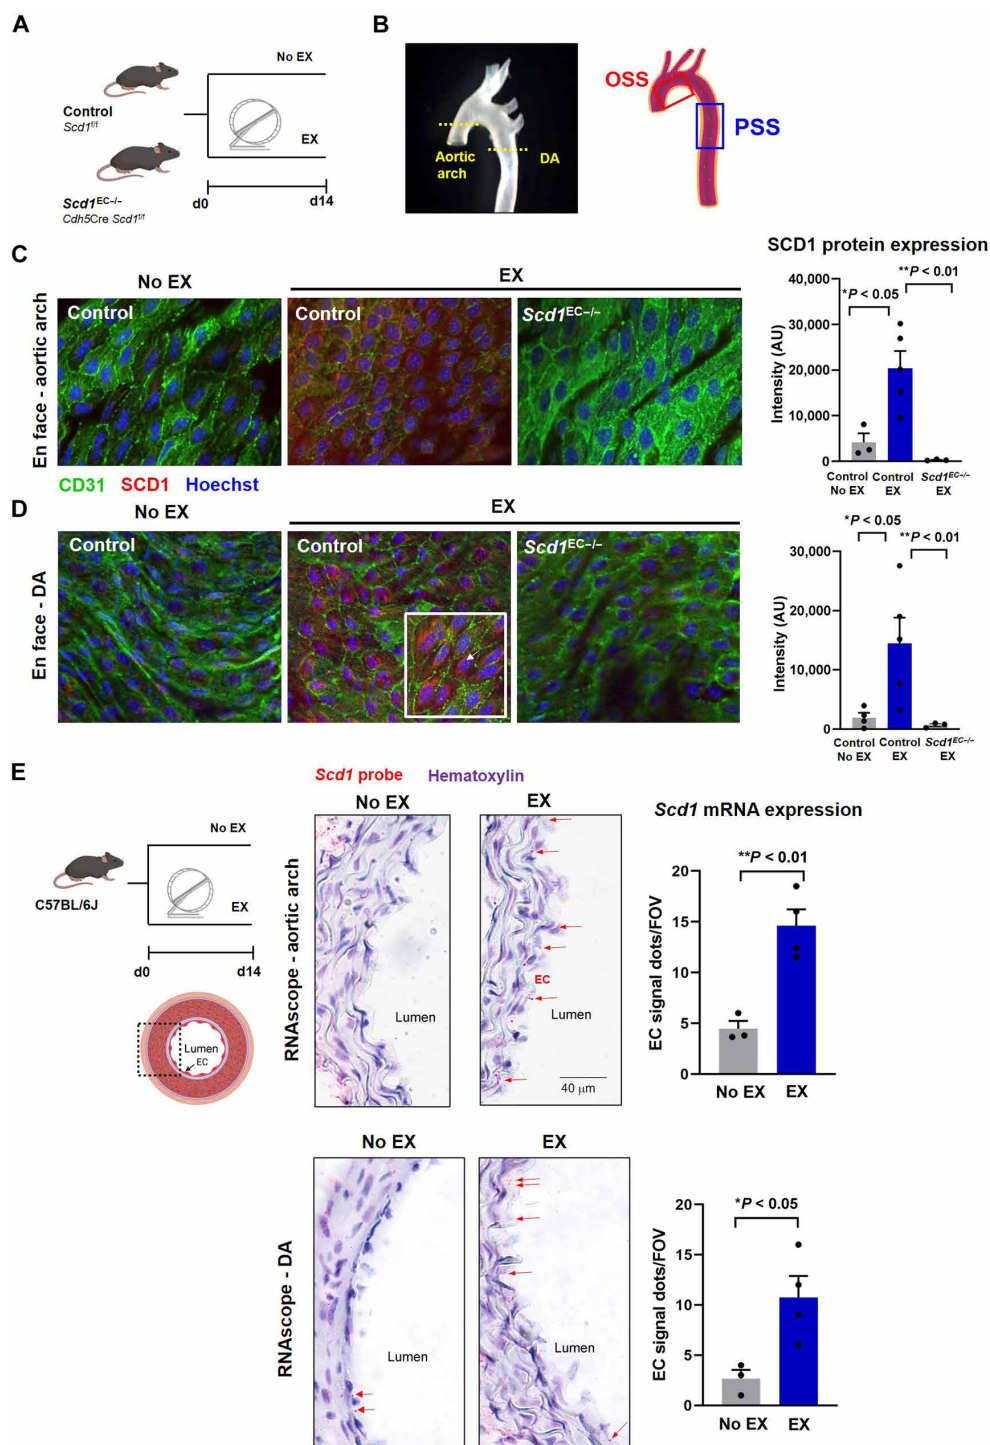 A
No EX
Control
Scd1f/f
EX
Scd1EC−/−
Cdh5Cre Scd1f/f
d0
d14
B
Aortic
arch
DA
OSS
PSS
C
No EX
EX
En face - aortic arch
Control
Control
Scd1EC−/−
CD31 SCD1 Hoechst
SCD1 protein expression
Intensity (AU)
40,000
30,000
20,000
10,000
0
*P < 0.05
**P < 0.01
Control
No EX
Control
EX
Scd1EC−/−
EX
D
No EX
EX
En face - DA
Control
Control
Scd1EC−/−
Intensity (AU)
30,000
20,000
10,000
0
*P < 0.05
**P < 0.01
Control
No EX
Control
EX
Scd1EC−/−
EX
E
No EX
C57BL/6J
EX
d0
d14
Lumen
EC
Scd1 probe
Hematoxylin
No EX
EX
RNAscope - aortic arch
Lumen
EC
Lumen
40 μm
Scd1 mRNA expression
EC signal dots/FOV
20
15
10
5
0
**P < 0.01
No EX
EX
No EX
EX
RNAscope - DA
Lumen
Lumen
EC signal dots/FOV
20
15
10
5
0
*P < 0.05
No EX
EX